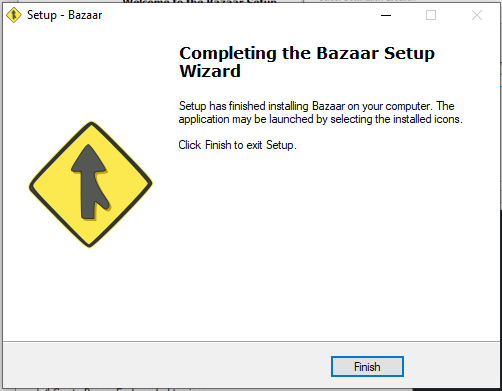 Setup - Bazaar
Completing the Bazaar Setup
Wizard
Setup has finished installing Bazaar on your computer. The
application may be launched by selecting the installed icons.
Click Finish to exit Setup.
Finish